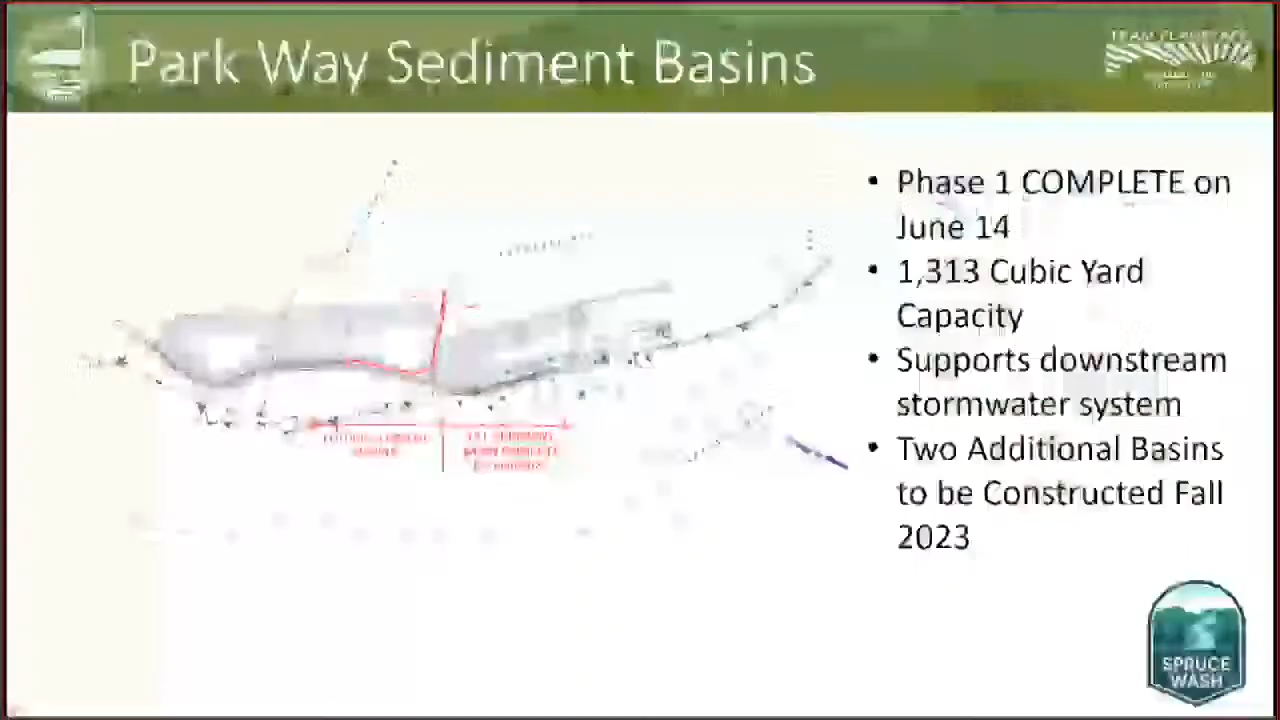 Park Way Sediment Basins
• Phase 1 COMPLETE on
June 14
• 1,313 Cubic Yard
Capacity
• Supports downstream
stormwater system
• Two Additional Basins
to be Constructed Fall
2023
SPRUCE
WASH